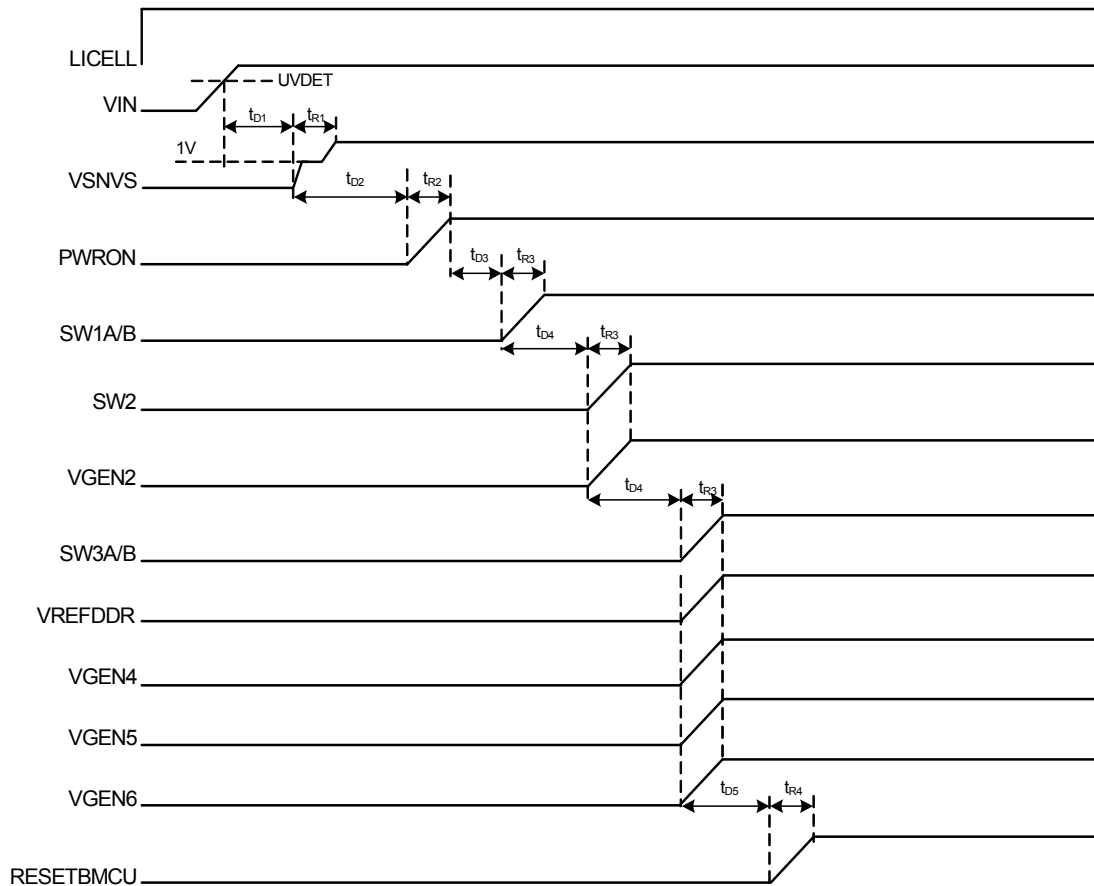 LICELL
UVDET
VIN
tD1 tR1
1V
VSNVS
tD2 tR2
PWRON
tD3 tR3
SW1A/B
tD4 tR3
SW2
VGEN2
tD4 tR3
SW3A/B
VREFDDR
VGEN4
VGEN5
VGEN6
tD5 tR4
RESETBMCU